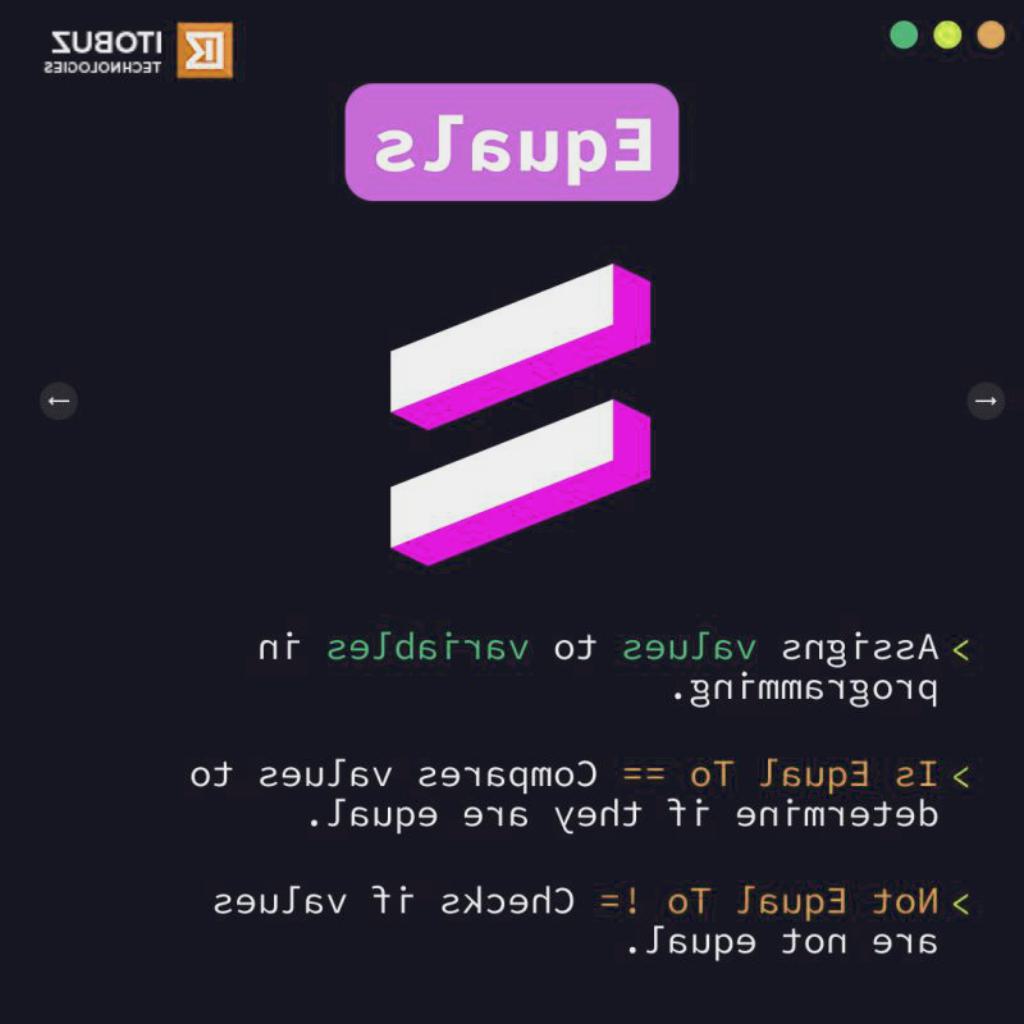 ITOBUZ
TECHNOLOGIES
Equals
> Assigns values to variables in
programming.
> Is Equal To == Compares values to
determine if they are equal.
> Not Equal To != Checks if values
are not equal.